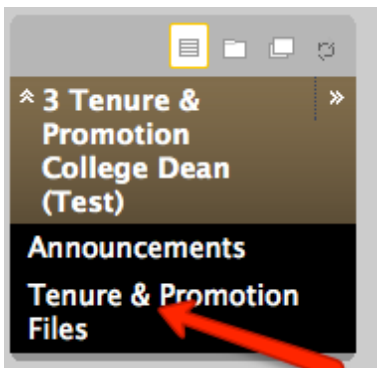 3 Tenure &
Promotion
College Dean
(Test)
Announcements
Tenure & Promotion
Files